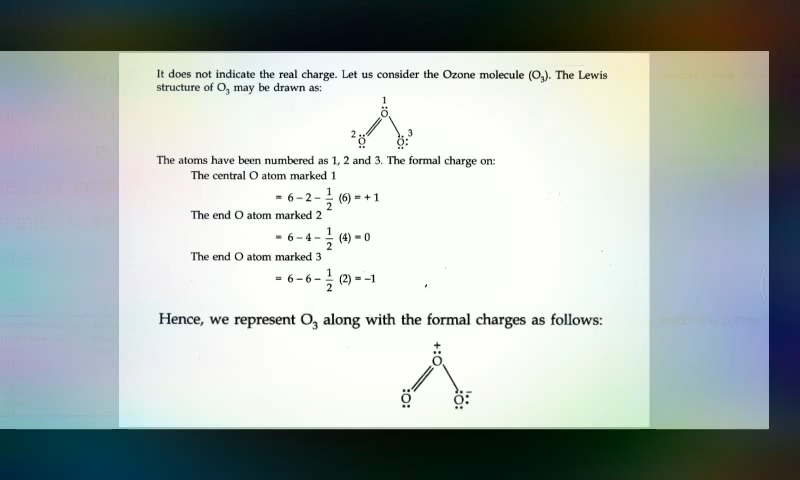 It does not indicate the real charge. Let us consider the Ozone molecule (O₃). The Lewis
structure of O₃ may be drawn as:
1
Ö
2 Ö Ö: 3
The atoms have been numbered as 1, 2 and 3. The formal charge on:
The central O atom marked 1
= 6 – 2 – 1/2 (6) = + 1
The end O atom marked 2
= 6 – 4 – 1/2 (4) = 0
The end O atom marked 3
= 6 – 6 – 1/2 (2) = –1
Hence, we represent O₃ along with the formal charges as follows:
+
Ö
Ö Ö: –